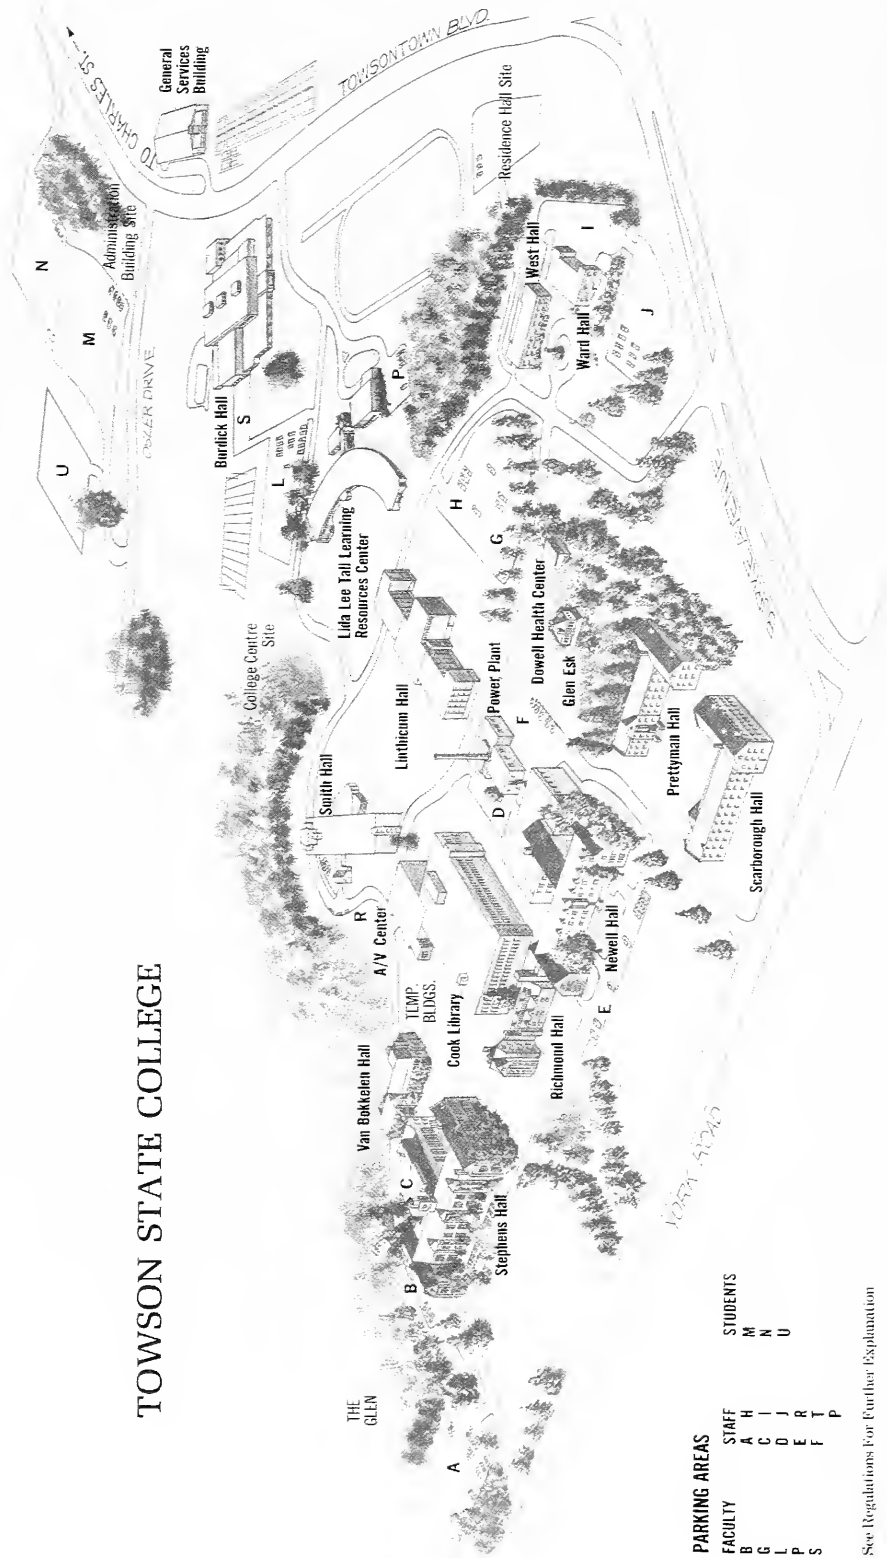 TOWSON STATE COLLEGE
TO CHARLES ST.
General
Services
Building
TOWSONTOWN BLVD.
N
M
U
Administration
Building Site
OSLER DRIVE
Burdick Hall
S
L
P
Residence Hall Site
College Centre
Site
Lida Lee Tall Learning
Resources Center
West Hall
Ward Hall
I
J
H
G
Smith Hall
Linthicum Hall
Power Plant
Dowell Health Center
Glen Esk
F
D
R
A/V Center
TEMP.
BLDGS.
Cook Library
Van Bokkelen Hall
Prettyman Hall
Scarborough Hall
Newell Hall
Richmond Hall
E
THE
GLEN
B
C
Stephens Hall
A
YORK ROAD
PARKING AREAS
FACULTY STAFF STUDENTS
B A H M
G C I N
L D J U
P E R
S F T
P
See Regulations For Further Explanation